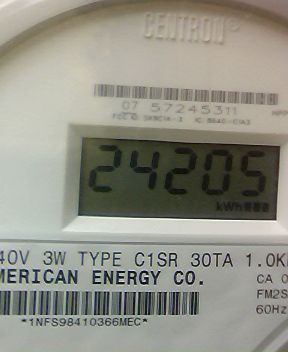 CENTRON®
07 57245311
24205
kWh
40V 3W TYPE C1SR 30TA 1.0K
MERICAN ENERGY CO.
CA 0
FM2S
60Hz
*1NFS98410366MEC*